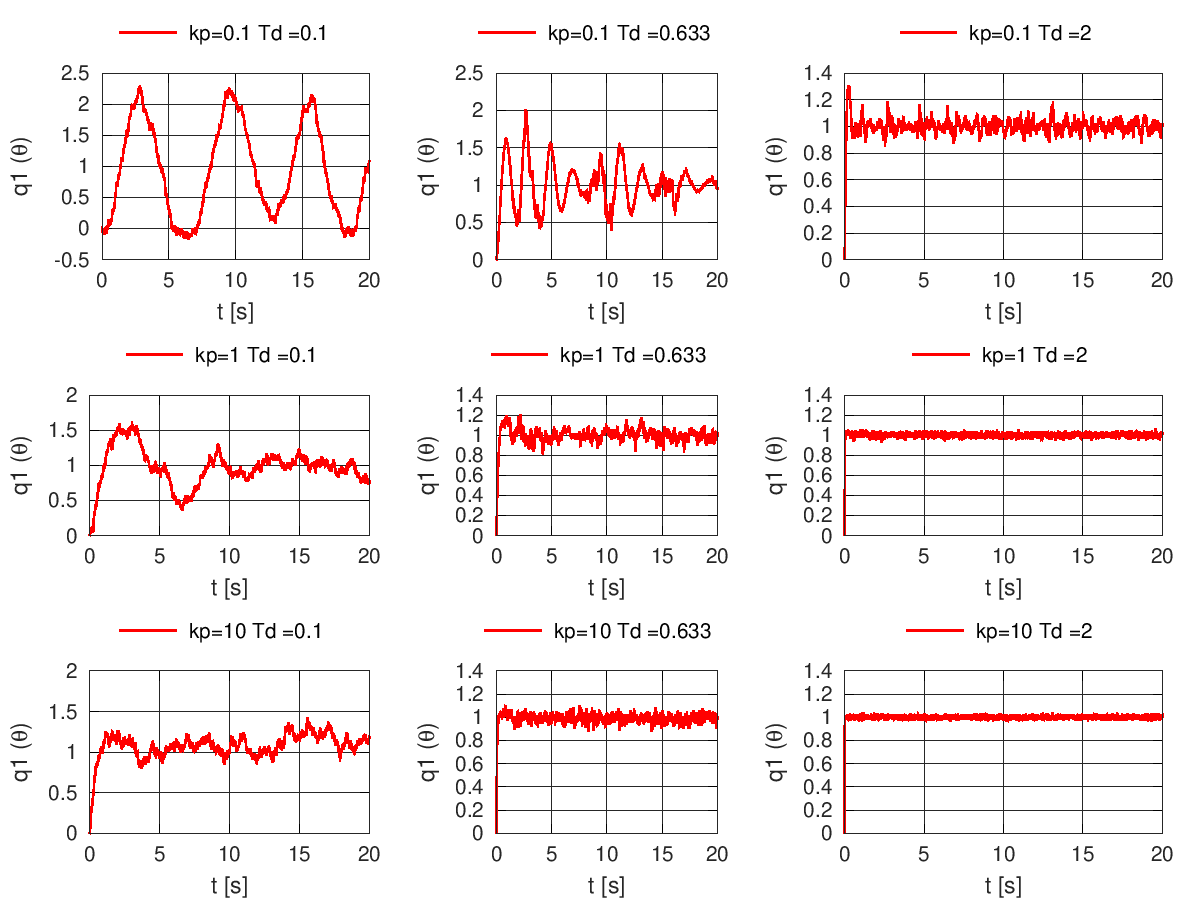 kp=0.1 Td =0.1
kp=0.1 Td =0.633
kp=0.1 Td =2
2.5
2
1.5
1
0.5
0
-0.5
q1 (θ)
0 5 10 15 20
t [s]
2.5
2
1.5
1
0.5
0
q1 (θ)
0 5 10 15 20
t [s]
1.4
1.2
1
0.8
0.6
0.4
0.2
0
q1 (θ)
0 5 10 15 20
t [s]
kp=1 Td =0.1
kp=1 Td =0.633
kp=1 Td =2
2
1.5
1
0.5
0
q1 (θ)
0 5 10 15 20
t [s]
1.4
1.2
1
0.8
0.6
0.4
0.2
0
q1 (θ)
0 5 10 15 20
t [s]
1.4
1.2
1
0.8
0.6
0.4
0.2
0
q1 (θ)
0 5 10 15 20
t [s]
kp=10 Td =0.1
kp=10 Td =0.633
kp=10 Td =2
2
1.5
1
0.5
0
q1 (θ)
0 5 10 15 20
t [s]
1.4
1.2
1
0.8
0.6
0.4
0.2
0
q1 (θ)
0 5 10 15 20
t [s]
1.4
1.2
1
0.8
0.6
0.4
0.2
0
q1 (θ)
0 5 10 15 20
t [s]